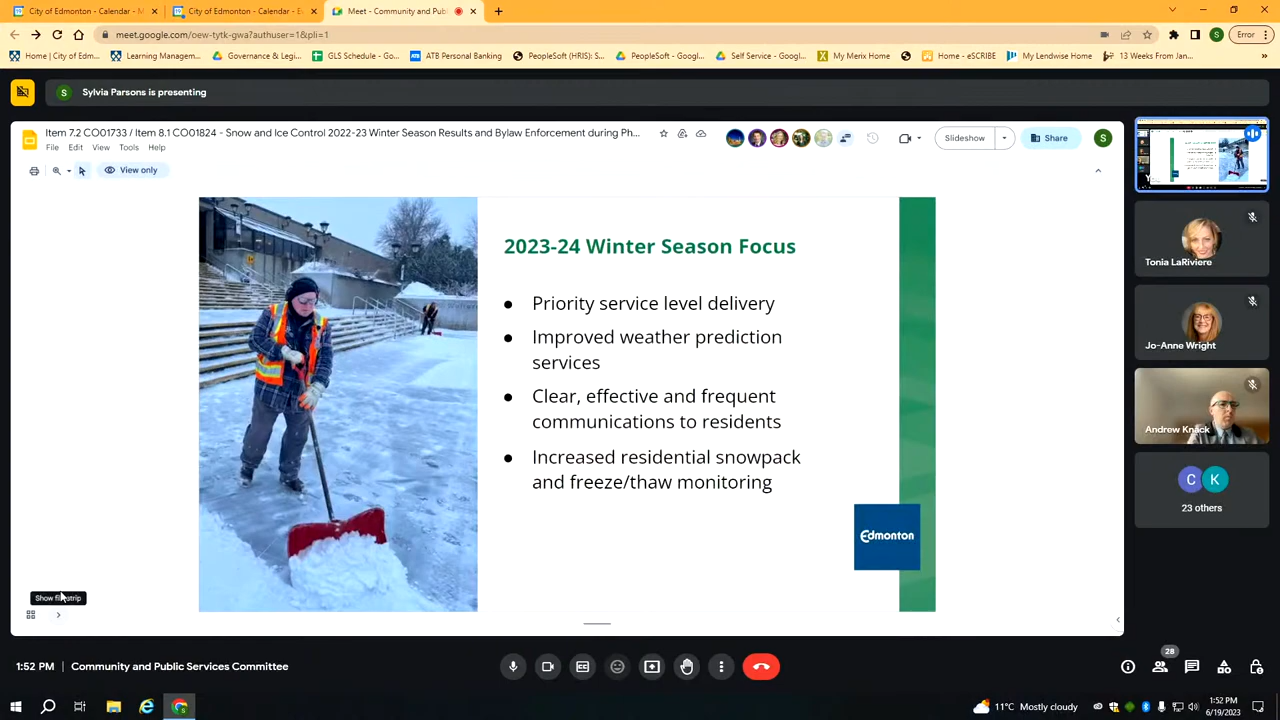 City of Edmonton - Calendar - M
City of Edmonton - Calendar - E
Meet - Community and Publi
meet.google.com/oew-tytk-gwa?authuser=1&pli=1
S
Error
Home | City of Edm...
Learning Managem...
Governance & Legi...
GLS Schedule - Goo...
ATB Personal Banking
PeopleSoft (HRIS): S...
PeopleSoft - Googl...
Self Service - Googl...
My Merix Home
Home - eSCRIBE
My Lendwise Home
13 Weeks From Jan...
S Sylvia Parsons is presenting
Item 7.2 CO01733 / Item 8.1 CO01824 - Snow and Ice Control 2022-23 Winter Season Results and Bylaw Enforcement during Ph...
File Edit View Tools Help
Slideshow
Share
S
View only
2023-24 Winter Season Focus
● Priority service level delivery
● Improved weather prediction
services
● Clear, effective and frequent
communications to residents
● Increased residential snowpack
and freeze/thaw monitoring
Edmonton
Tonia LaRiviere
Jo-Anne Wright
Andrew Knack
C K
23 others
1:52 PM | Community and Public Services Committee
28
11°C Mostly cloudy
1:52 PM
6/19/2023